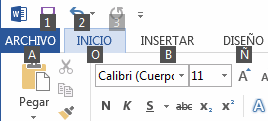 1 2 3
ARCHIVO INICIO INSERTAR DISEÑO
A O B Ñ
Calibri (Cuerpo 11
Pegar N K S abc x₂ x² A